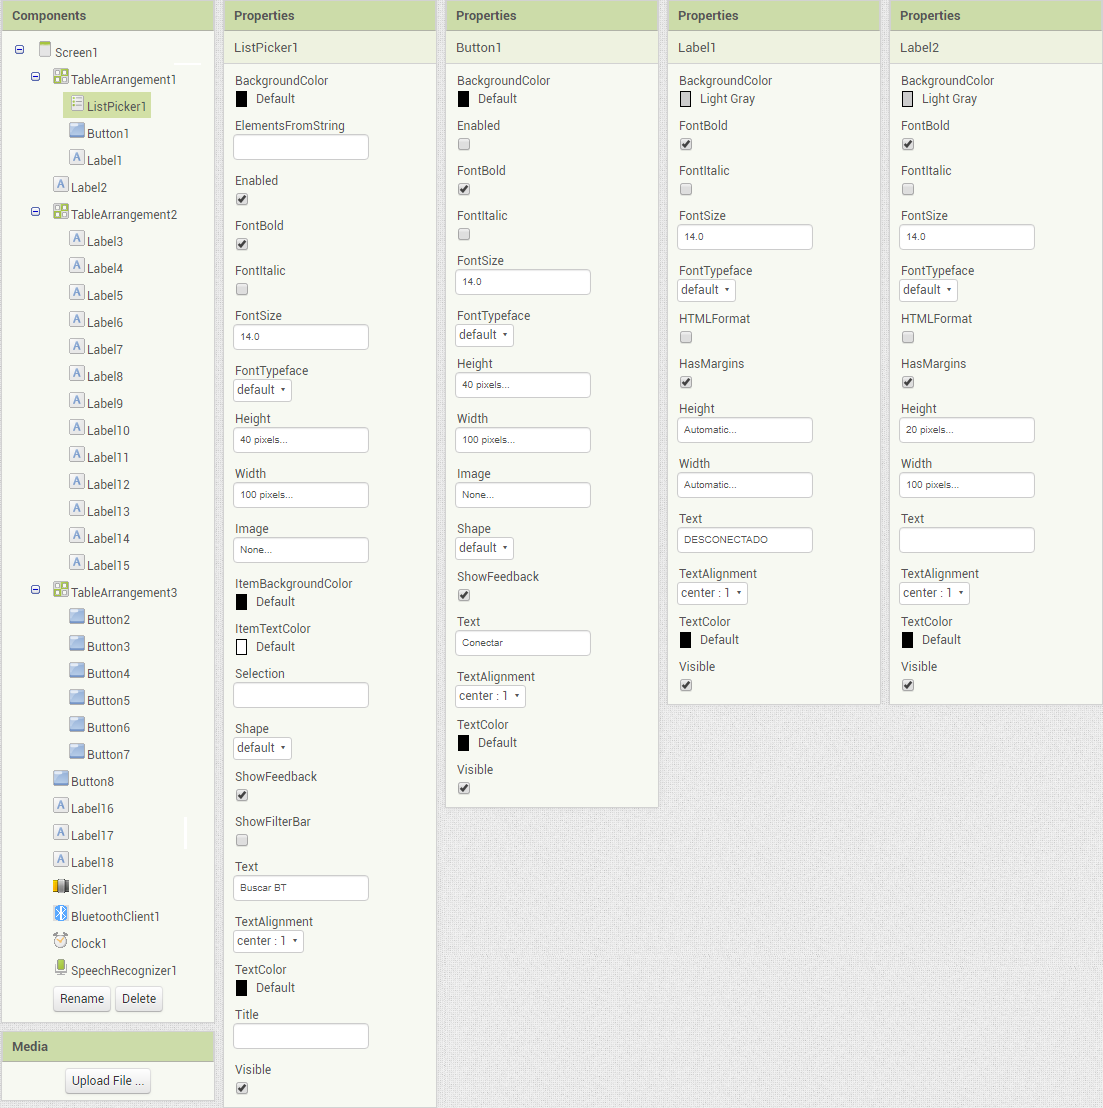 Components
Screen1
TableArrangement1
ListPicker1
Button1
Label1
Label2
TableArrangement2
Label3
Label4
Label5
Label6
Label7
Label8
Label9
Label10
Label11
Label12
Label13
Label14
Label15
TableArrangement3
Button2
Button3
Button4
Button5
Button6
Button7
Button8
Label16
Label17
Label18
Slider1
BluetoothClient1
Clock1
SpeechRecognizer1
Rename Delete
Media
Upload File ...
Properties
ListPicker1
BackgroundColor
Default
ElementsFromString
Enabled
FontBold
FontItalic
FontSize
14.0
FontTypeface
default
Height
40 pixels...
Width
100 pixels...
Image
None...
ItemBackgroundColor
Default
ItemTextColor
Default
Selection
Shape
default
ShowFeedback
ShowFilterBar
Text
Buscar BT
TextAlignment
center : 1
TextColor
Default
Title
Visible
Properties
Button1
BackgroundColor
Default
Enabled
FontBold
FontItalic
FontSize
14.0
FontTypeface
default
Height
40 pixels...
Width
100 pixels...
Image
None...
Shape
default
ShowFeedback
Text
Conectar
TextAlignment
center : 1
TextColor
Default
Visible
Properties
Label1
BackgroundColor
Light Gray
FontBold
FontItalic
FontSize
14.0
FontTypeface
default
HTMLFormat
HasMargins
Height
Automatic...
Width
Automatic...
Text
DESCONECTADO
TextAlignment
center : 1
TextColor
Default
Visible
Properties
Label2
BackgroundColor
Light Gray
FontBold
FontItalic
FontSize
14.0
FontTypeface
default
HTMLFormat
HasMargins
Height
20 pixels...
Width
100 pixels...
Text
TextAlignment
center : 1
TextColor
Default
Visible